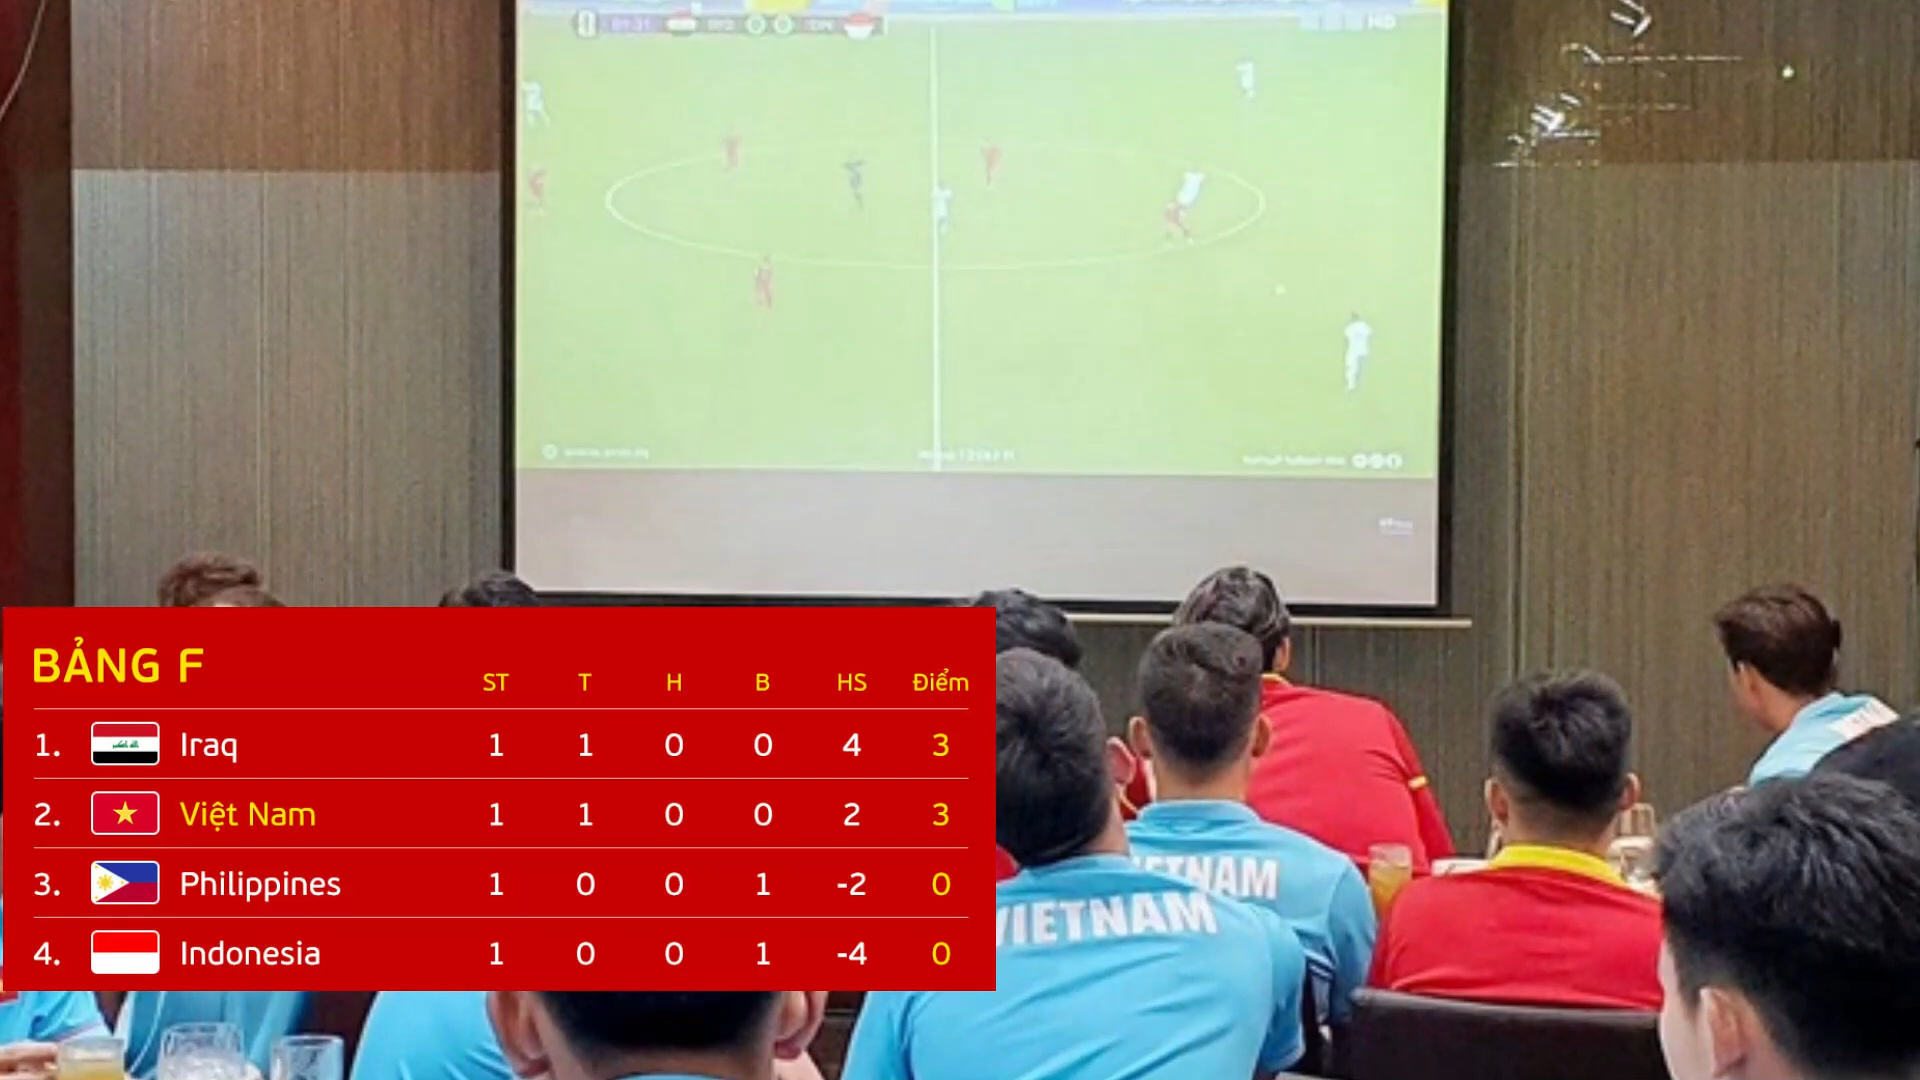 HD
BẢNG F ST T H B HS Điểm
1. Iraq 1 1 0 0 4 3
2. Việt Nam 1 1 0 0 2 3
3. Philippines 1 0 0 1 -2 0
4. Indonesia 1 0 0 1 -4 0
VIETNAM
VIETNAM